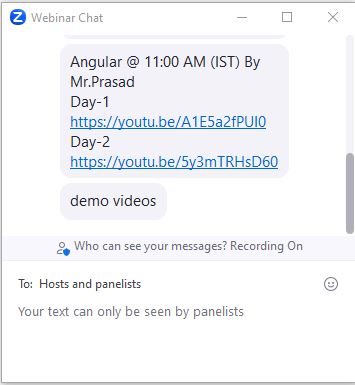 Webinar Chat
Angular @ 11:00 AM (IST) By
Mr.Prasad
Day-1
https://youtu.be/A1E5a2fPUI0
Day-2
https://youtu.be/5y3mTRHsD60
demo videos
Who can see your messages? Recording On
To: Hosts and panelists
Your text can only be seen by panelists